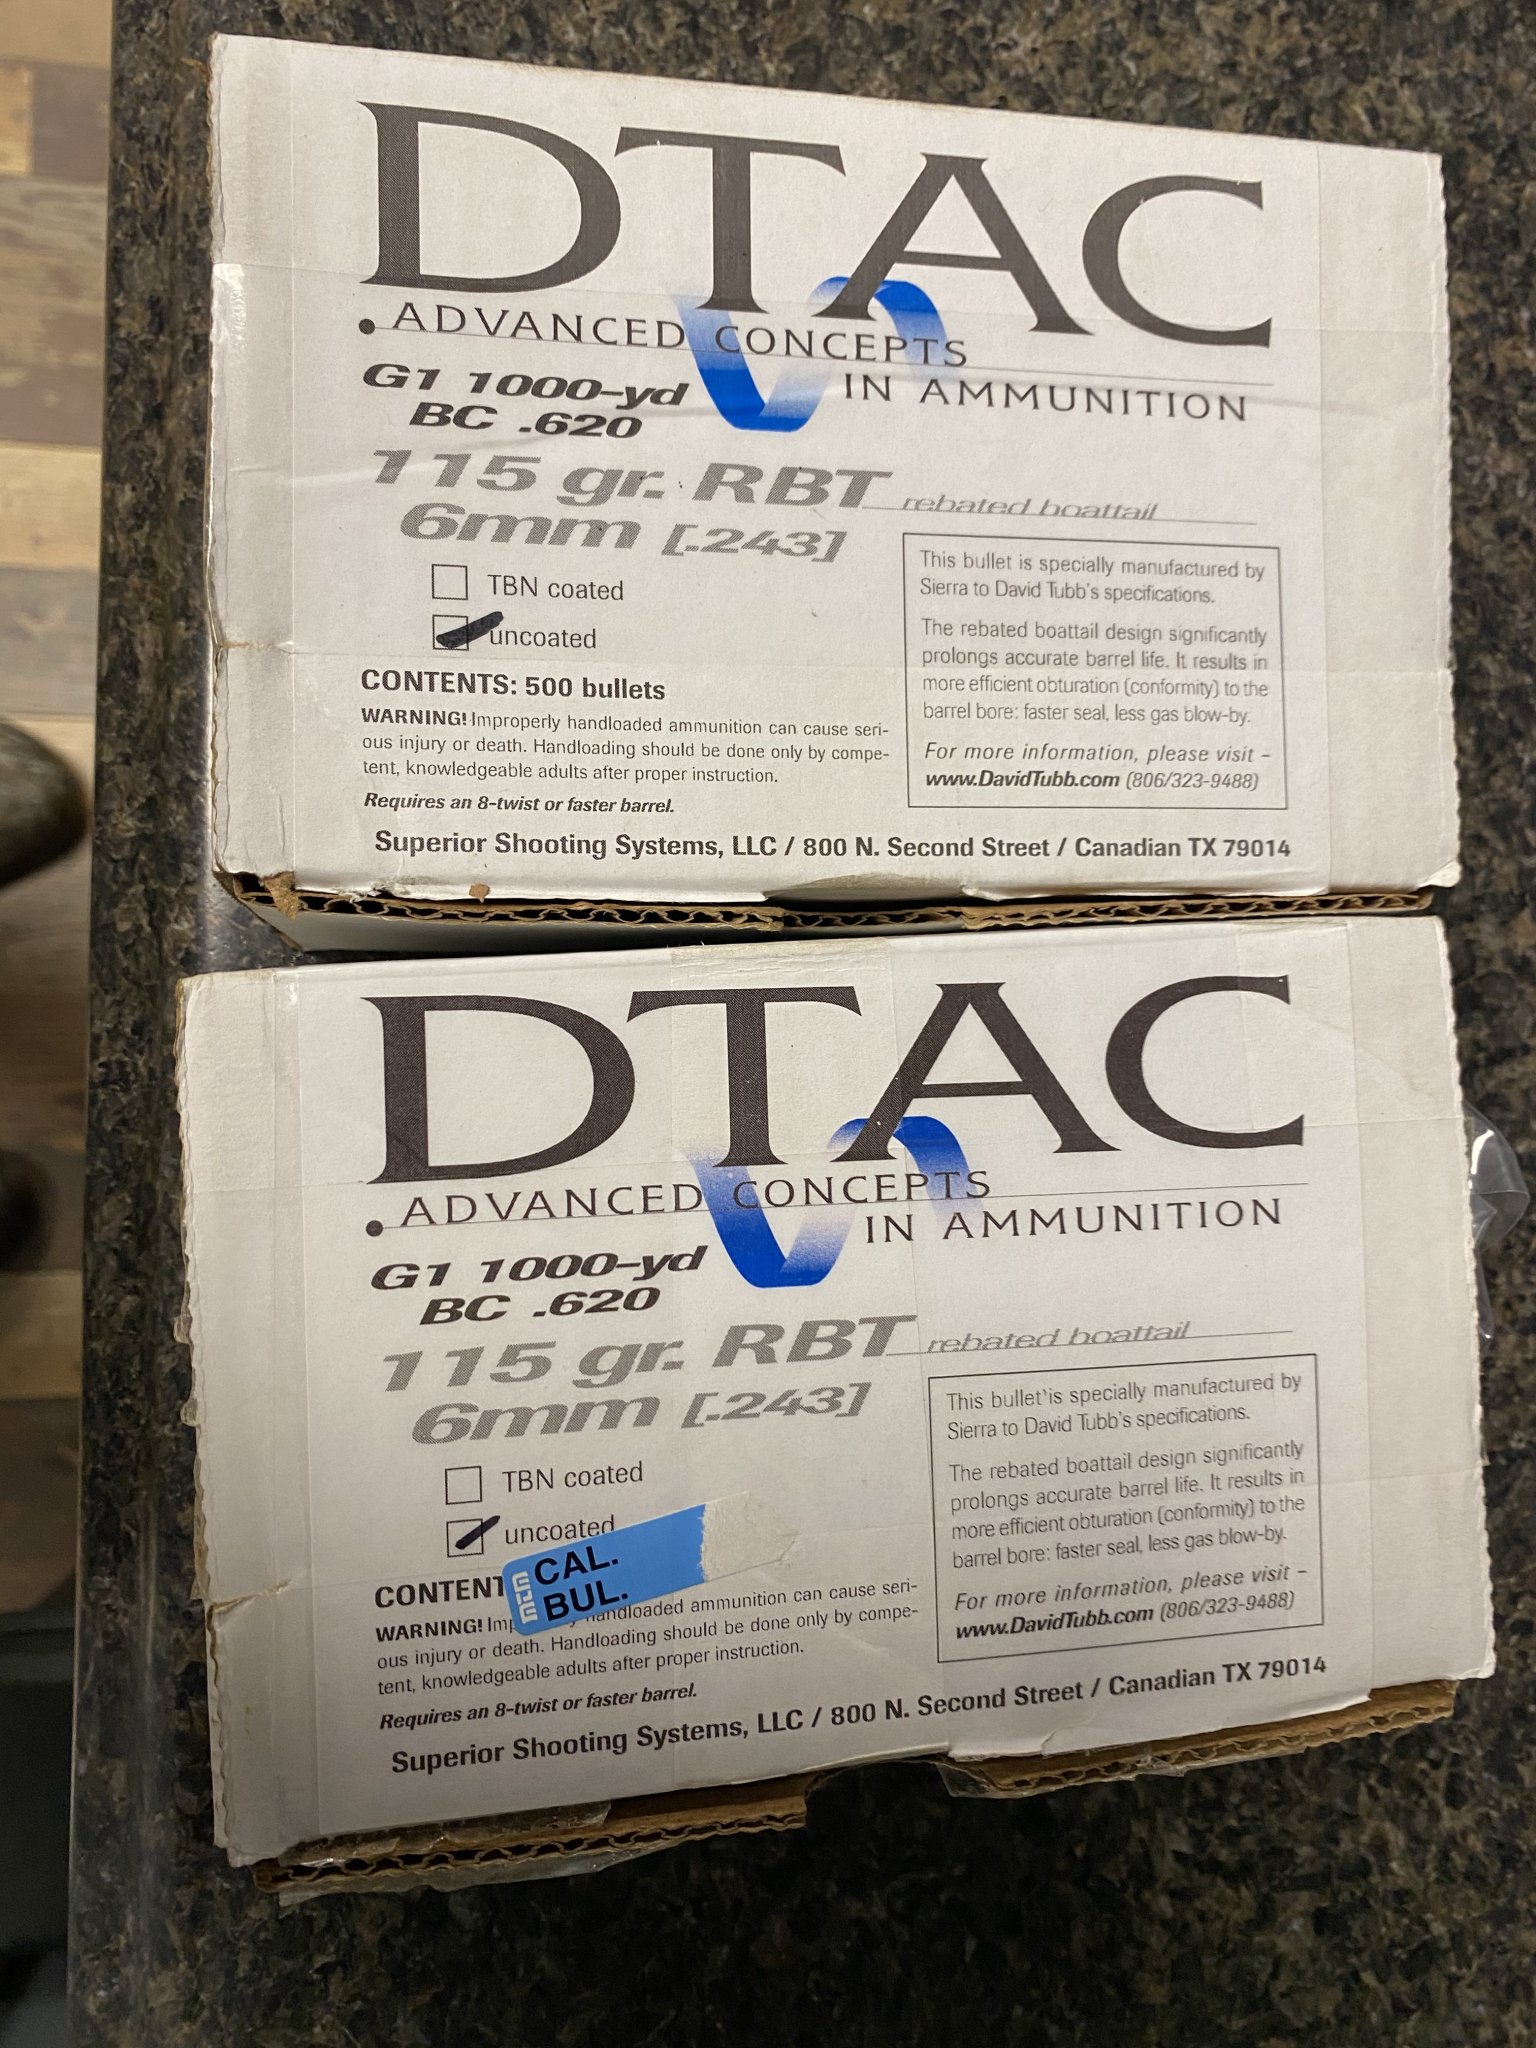 DTAC
ADVANCED CONCEPTS
IN AMMUNITION
G1 1000-yd
BC .620
115 gr. RBT rebated boattail
6mm [.243]
TBN coated
uncoated
CONTENTS: 500 bullets
WARNING! Improperly handloaded ammunition can cause seri-
ous injury or death. Handloading should be done only by compe-
tent, knowledgeable adults after proper instruction.
Requires an 8-twist or faster barrel.
This bullet is specially manufactured by
Sierra to David Tubb's specifications.
The rebated boattail design significantly
prolongs accurate barrel life. It results in
more efficient obturation (conformity) to the
barrel bore: faster seal, less gas blow-by.
For more information, please visit –
www.DavidTubb.com (806/323-9488)
Superior Shooting Systems, LLC / 800 N. Second Street / Canadian TX 79014
DTAC
ADVANCED CONCEPTS
IN AMMUNITION
G1 1000-yd
BC .620
115 gr. RBT rebated boattail
6mm [.243]
TBN coated
uncoated
MTM
CAL.
BUL.
WARNING! handloaded ammunition can cause seri-
ous injury or death. Handloading should be done only by compe-
tent, knowledgeable adults after proper instruction.
Requires an 8-twist or faster barrel.
This bullet is specially manufactured by
Sierra to David Tubb's specifications.
The rebated boattail design significantly
prolongs accurate barrel life. It results in
more efficient obturation (conformity) to the
barrel bore: faster seal, less gas blow-by.
For more information, please visit –
www.DavidTubb.com (806/323-9488)
Superior Shooting Systems, LLC / 800 N. Second Street / Canadian TX 79014